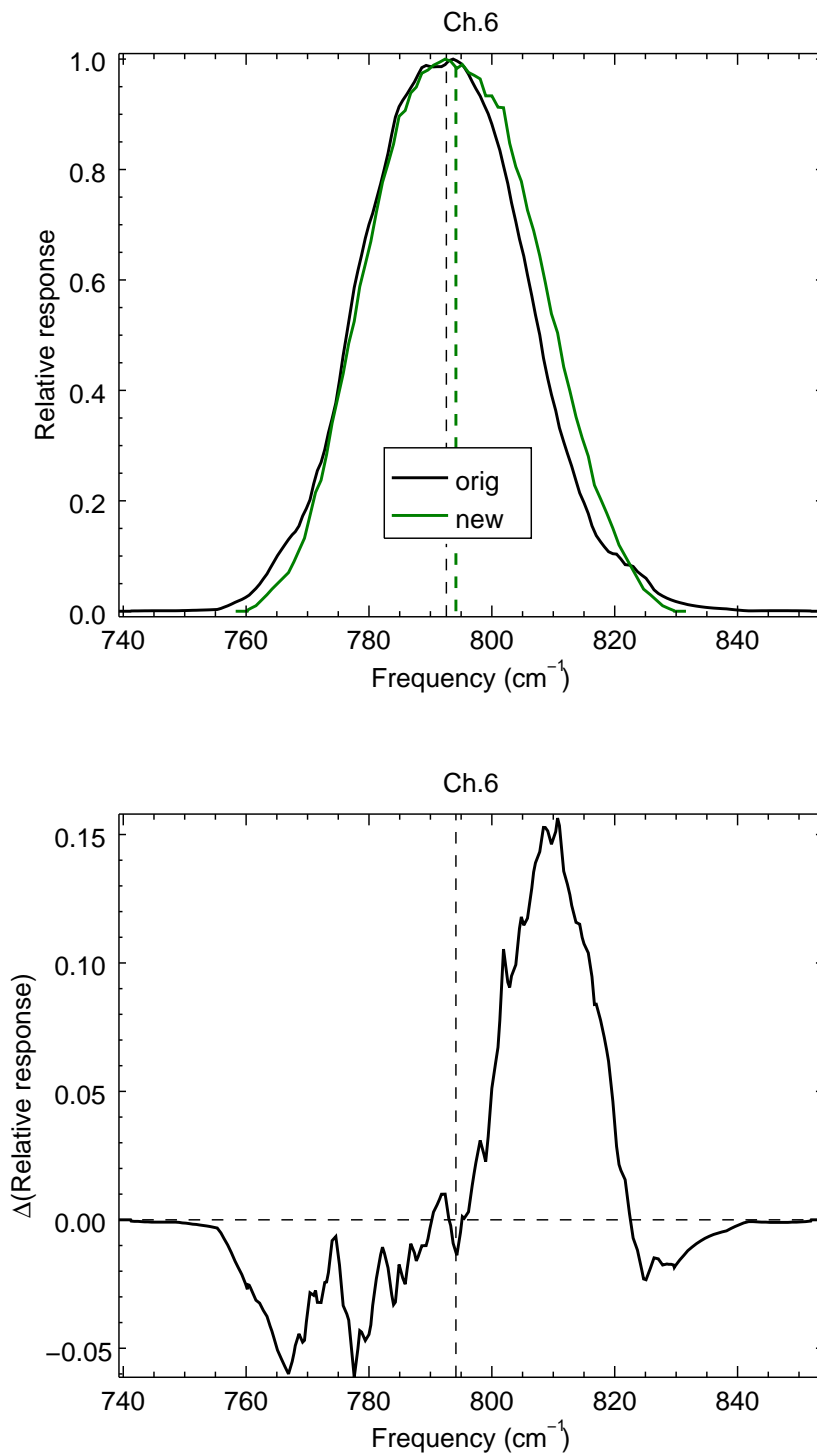 Ch.6
1.0
0.8
0.6
0.4
0.2
0.0
Relative response
orig
new
740 760 780 800 820 840
Frequency (cm⁻¹)
Ch.6
0.15
0.10
0.05
0.00
−0.05
Δ(Relative response)
740 760 780 800 820 840
Frequency (cm⁻¹)